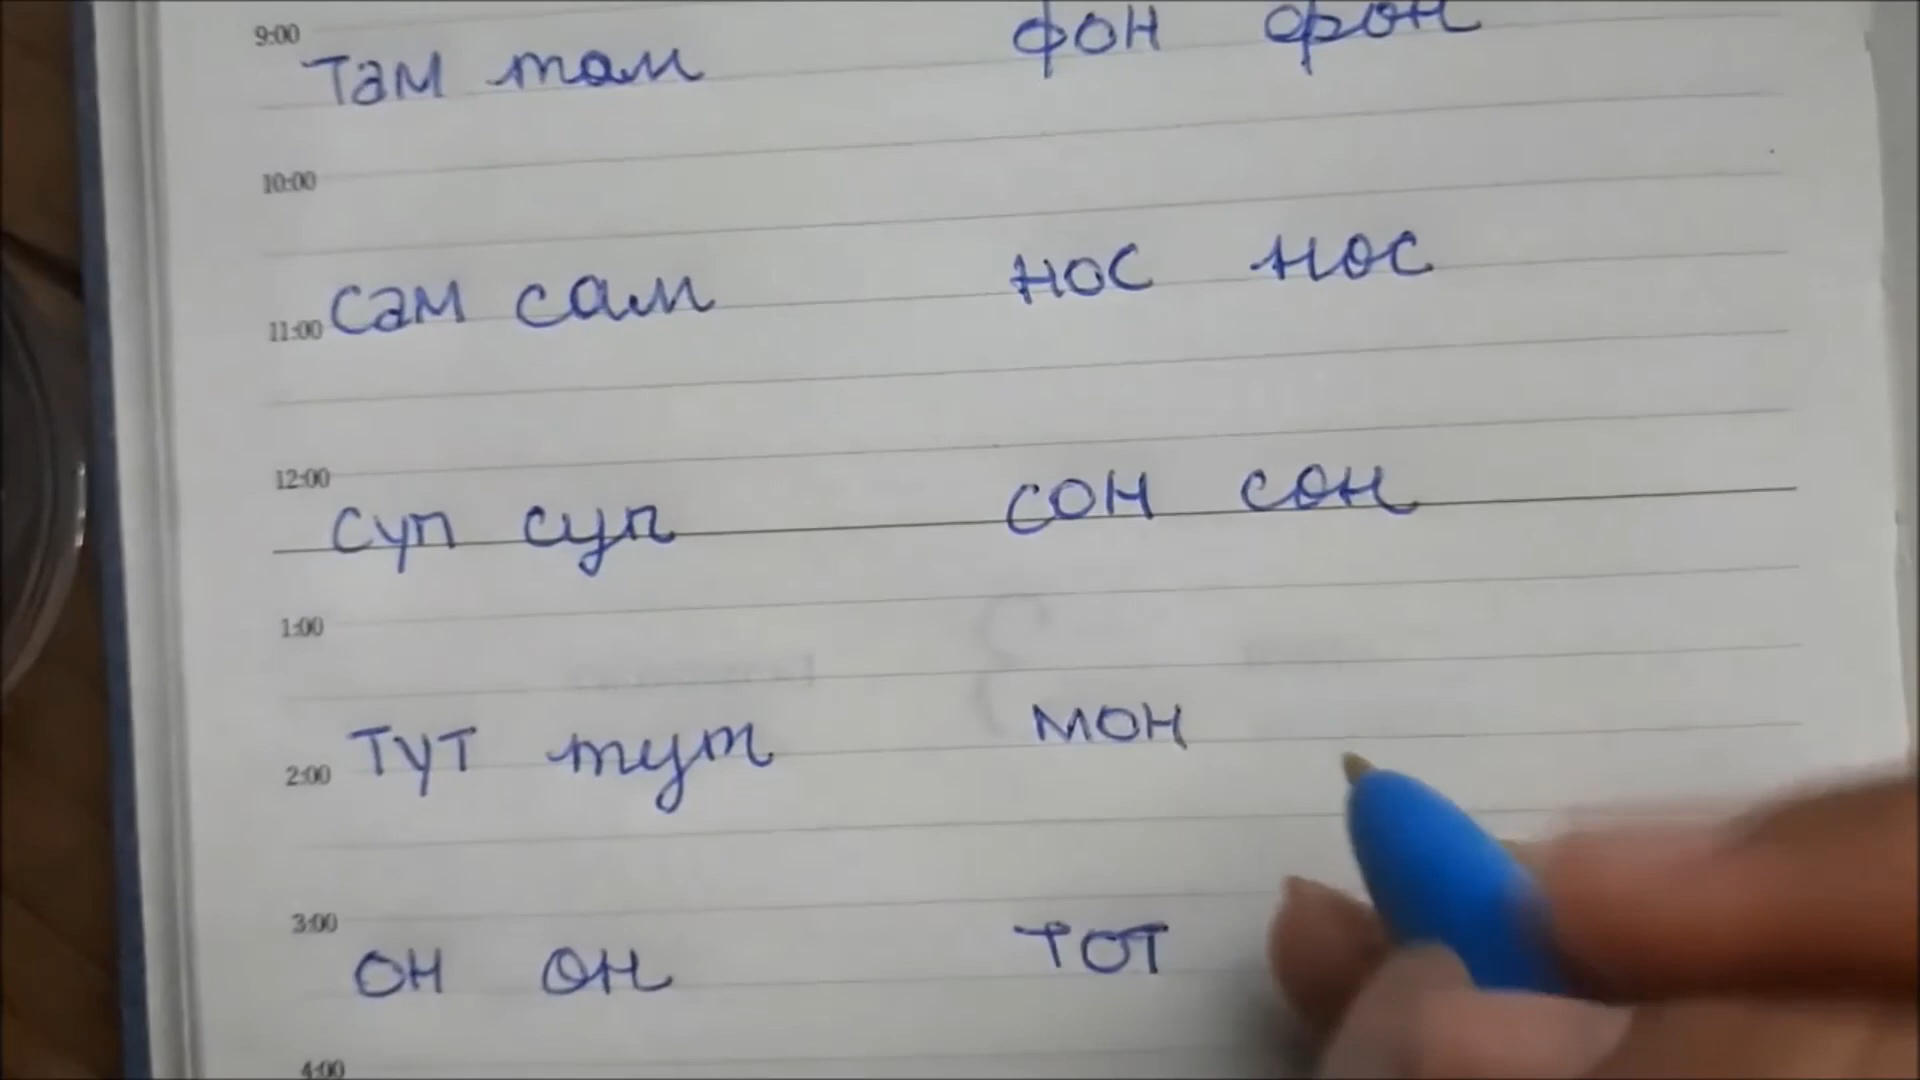 9:00
там там фон фон
10:00
сам сам нос нос
11:00
12:00
суп суп сон сон
1:00
тут тут мон
2:00
3:00
он он тот
4:00